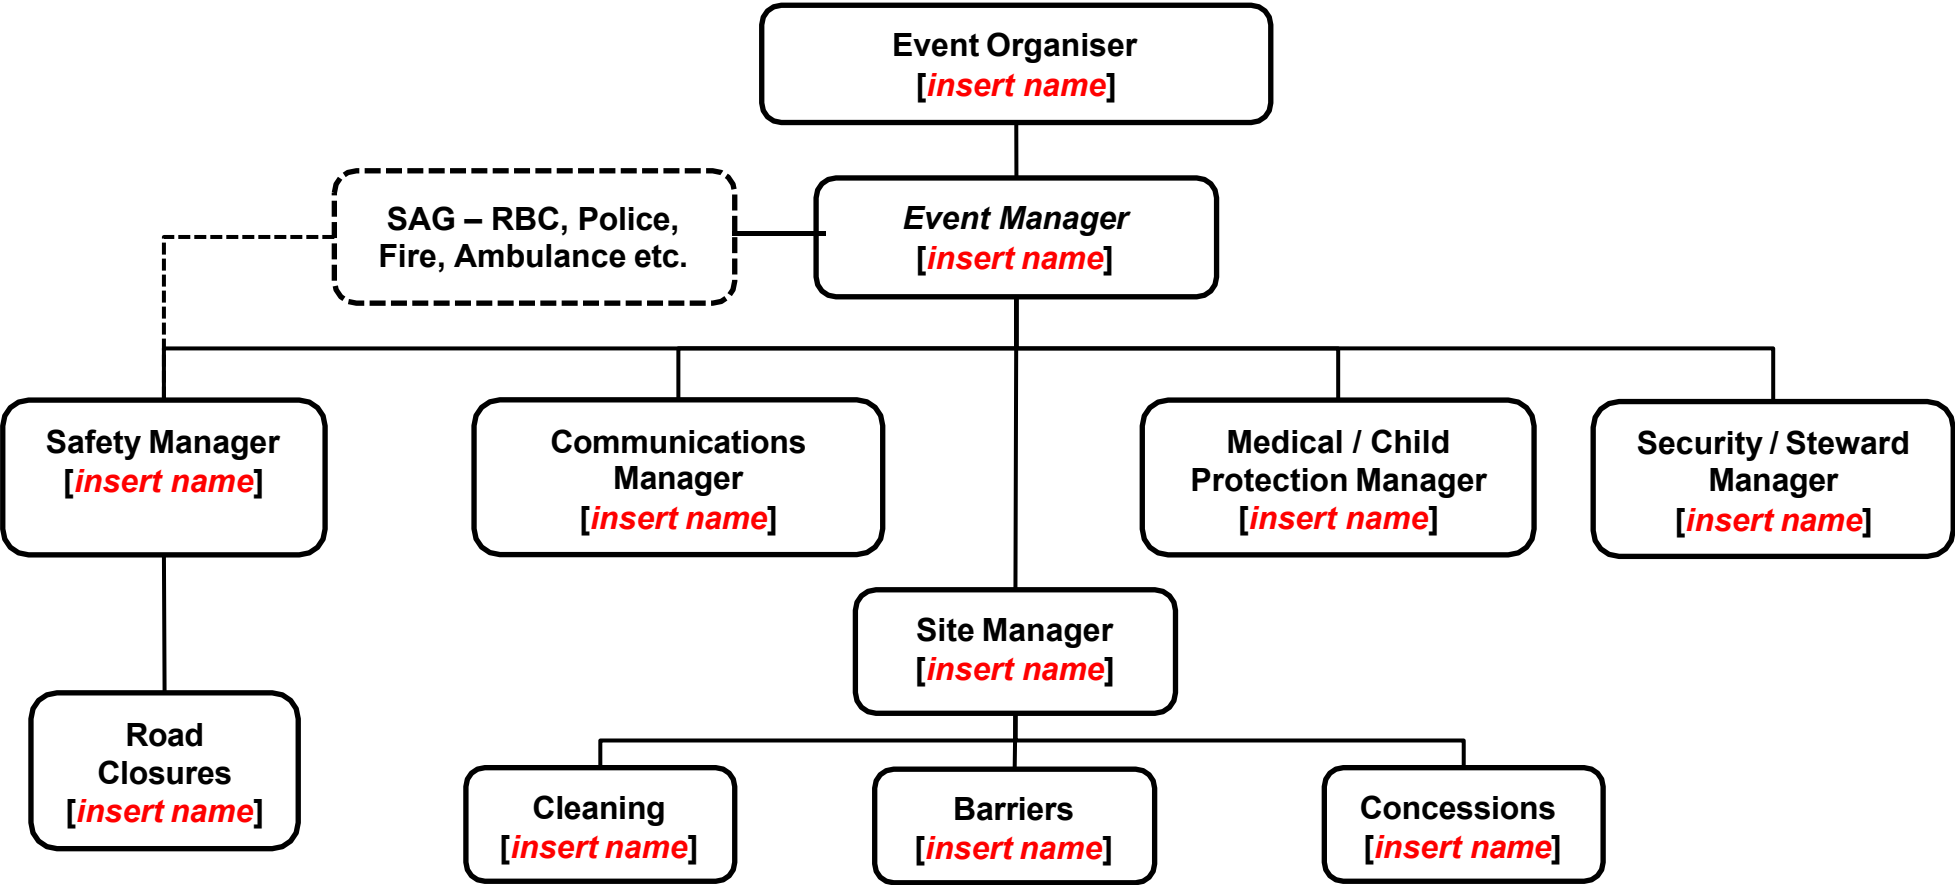 Event Organiser
[insert name]
SAG – RBC, Police,
Fire, Ambulance etc.
Event Manager
[insert name]
Safety Manager
[insert name]
Communications
Manager
[insert name]
Medical / Child
Protection Manager
[insert name]
Security / Steward
Manager
[insert name]
Site Manager
[insert name]
Road
Closures
[insert name]
Cleaning
[insert name]
Barriers
[insert name]
Concessions
[insert name]